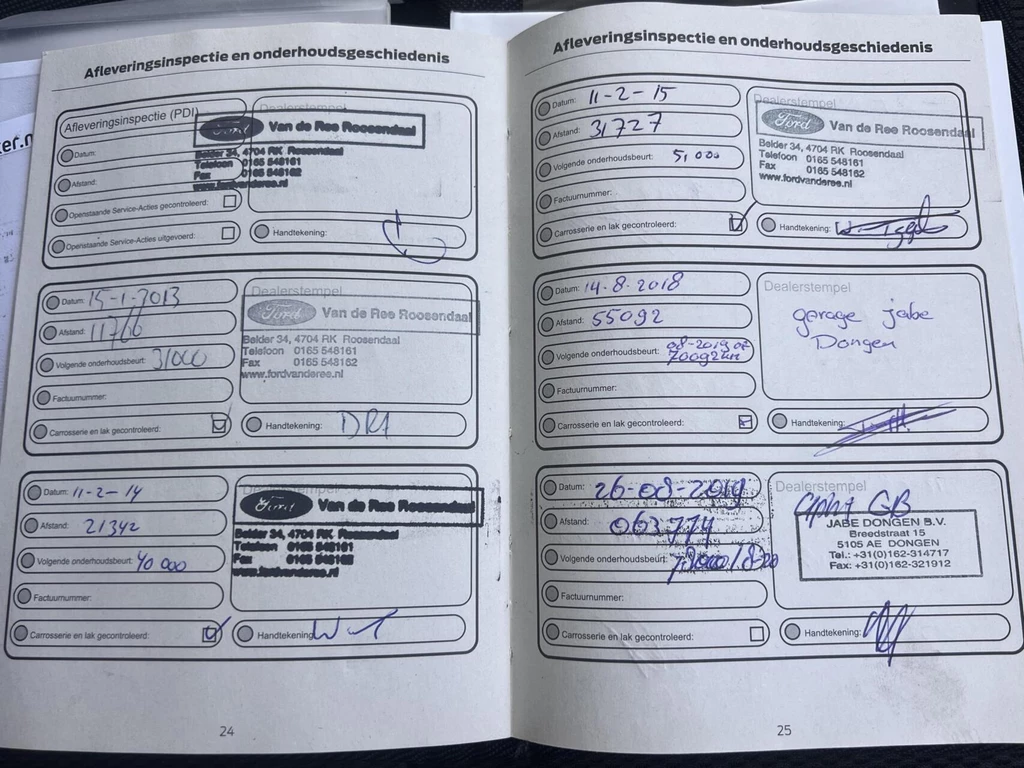 Afleveringsinspectie en onderhoudsgeschiedenis
Afleveringsinspectie (PDI)
Dealerstempel
Ford Van de Ree Roosendaal
Belder 34, 4704 RK Roosendaal
Telefoon 0165 548161
Fax 0165 548162
www.fordvanderee.nl
Datum:
Afstand:
Openstaande Service-Acties gecontroleerd:
Openstaande Service-Acties uitgevoerd:
Handtekening:
Datum: 15-1-2013
Afstand: 11716
Volgende onderhoudsbeurt: 31000
Factuurnummer:
Carrosserie en lak gecontroleerd:
Dealerstempel
Ford Van de Ree Roosendaal
Belder 34, 4704 RK Roosendaal
Telefoon 0165 548161
Fax 0165 548162
www.fordvanderee.nl
Handtekening:
Datum: 11-2-14
Afstand: 21342
Volgende onderhoudsbeurt: 40 000
Factuurnummer:
Carrosserie en lak gecontroleerd:
Dealerstempel
Ford Van de Ree Roosendaal
Belder 34, 4704 RK Roosendaal
Telefoon 0165 548161
Fax 0165 548162
www.fordvanderee.nl
Handtekening:
24
Afleveringsinspectie en onderhoudsgeschiedenis
Datum: 11-2-15
Afstand: 31727
Volgende onderhoudsbeurt: 51000
Factuurnummer:
Carrosserie en lak gecontroleerd:
Dealerstempel
Ford Van de Ree Roosendaal
Belder 34, 4704 RK Roosendaal
Telefoon 0165 548161
Fax 0165 548162
www.fordvanderee.nl
Handtekening:
Datum: 14-8-2018
Afstand: 55092
Volgende onderhoudsbeurt: 08-2019 of
70092km
Factuurnummer:
Carrosserie en lak gecontroleerd:
Dealerstempel
garage jabe
Dongen
Handtekening:
Datum: 26-08-2019
Afstand: 063774
Volgende onderhoudsbeurt:
Factuurnummer:
Carrosserie en lak gecontroleerd:
Dealerstempel
GB
JABE DONGEN B.V.
Breedstraat 15
5105 AE DONGEN
Tel.: +31(0)162-314717
Fax: +31(0)162-321912
Handtekening:
25